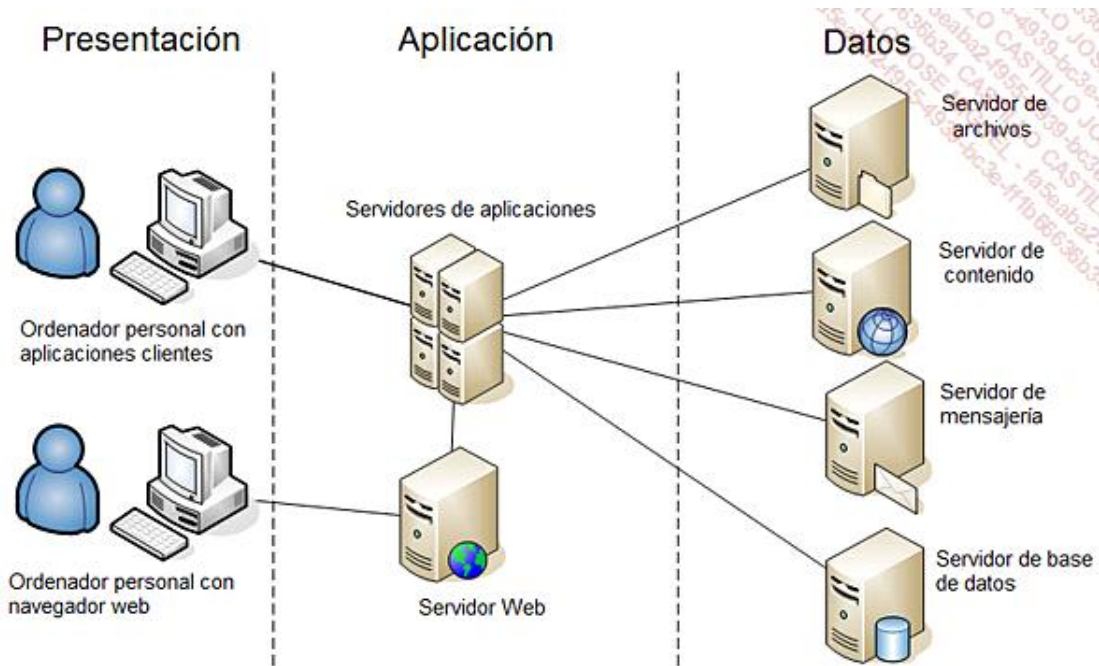 Presentación
Aplicación
Datos
Servidor de
archivos
Servidores de aplicaciones
Servidor de
contenido
Ordenador personal con
aplicaciones clientes
Servidor de
mensajería
Ordenador personal con
navegador web
Servidor Web
Servidor de base
de datos